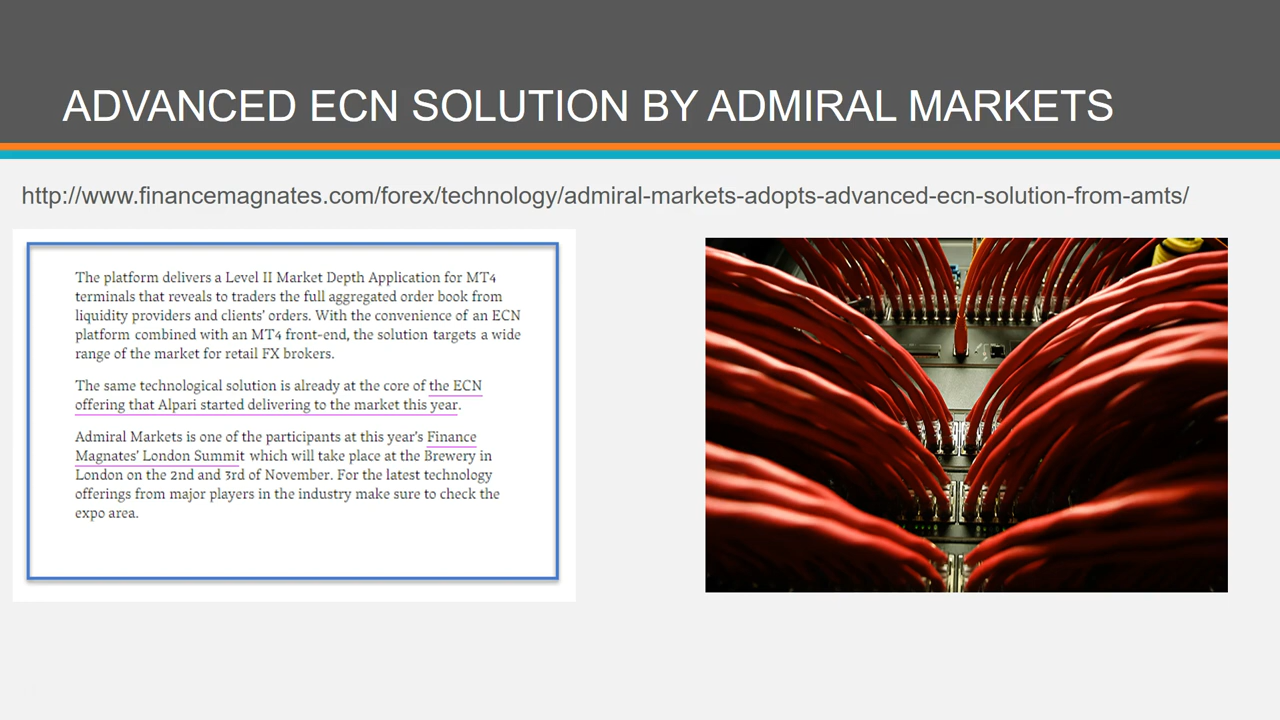 ADVANCED ECN SOLUTION BY ADMIRAL MARKETS
http://www.financemagnates.com/forex/technology/admiral-markets-adopts-advanced-ecn-solution-from-amts/
The platform delivers a Level II Market Depth Application for MT4
terminals that reveals to traders the full aggregated order book from
liquidity providers and clients' orders. With the convenience of an ECN
platform combined with an MT4 front-end, the solution targets a wide
range of the market for retail FX brokers.
The same technological solution is already at the core of the ECN
offering that Alpari started delivering to the market this year.
Admiral Markets is one of the participants at this year's Finance
Magnates' London Summit which will take place at the Brewery in
London on the 2nd and 3rd of November. For the latest technology
offerings from major players in the industry make sure to check the
expo area.